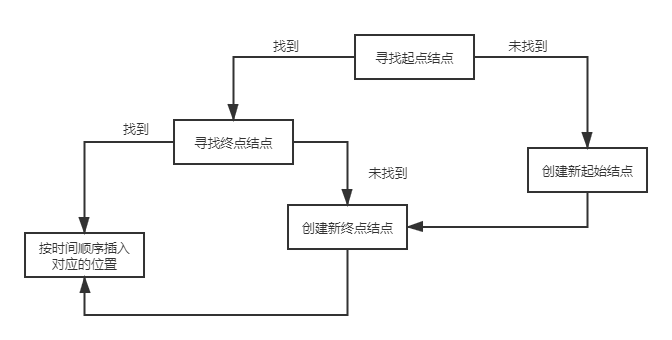 找到
寻找起点结点
未找到
找到
寻找终点结点
未找到
创建新起始结点
创建新终点结点
按时间顺序插入
对应的位置